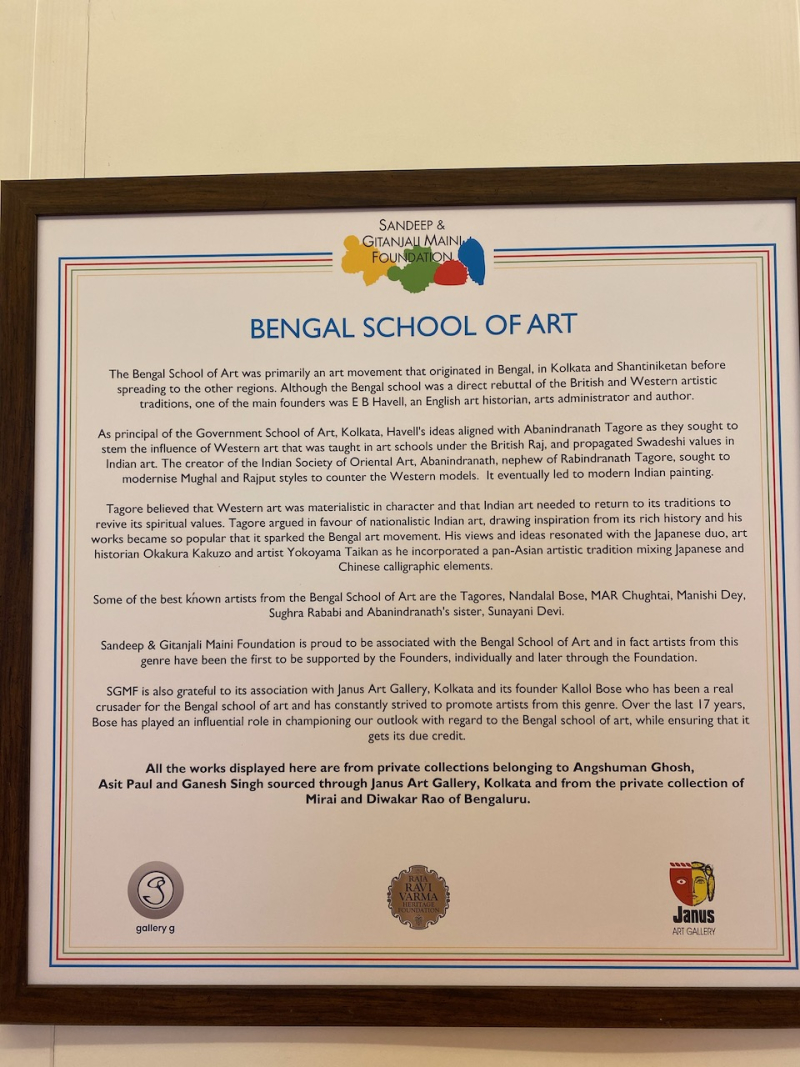 SANDEEP &
GITANJALI MAINI
FOUNDATION
BENGAL SCHOOL OF ART
The Bengal School of Art was primarily an art movement that originated in Bengal, in Kolkata and Shantiniketan before
spreading to the other regions. Although the Bengal school was a direct rebuttal of the British and Western artistic
traditions, one of the main founders was E B Havell, an English art historian, arts administrator and author.
As principal of the Government School of Art, Kolkata, Havell's ideas aligned with Abanindranath Tagore as they sought to
stem the influence of Western art that was taught in art schools under the British Raj, and propagated Swadeshi values in
Indian art. The creator of the Indian Society of Oriental Art, Abanindranath, nephew of Rabindranath Tagore, sought to
modernise Mughal and Rajput styles to counter the Western models. It eventually led to modern Indian painting.
Tagore believed that Western art was materialistic in character and that Indian art needed to return to its traditions to
revive its spiritual values. Tagore argued in favour of nationalistic Indian art, drawing inspiration from its rich history and his
works became so popular that it sparked the Bengal art movement. His views and ideas resonated with the Japanese duo, art
historian Okakura Kakuzo and artist Yokoyama Taikan as he incorporated a pan-Asian artistic tradition mixing Japanese and
Chinese calligraphic elements.
Some of the best known artists from the Bengal School of Art are the Tagores, Nandalal Bose, MAR Chughtai, Manishi Dey,
Sughra Rababi and Abanindranath's sister, Sunayani Devi.
Sandeep & Gitanjali Maini Foundation is proud to be associated with the Bengal School of Art and in fact artists from this
genre have been the first to be supported by the Founders, individually and later through the Foundation.
SGMF is also grateful to its association with Janus Art Gallery, Kolkata and its founder Kallol Bose who has been a real
crusader for the Bengal school of art and has constantly strived to promote artists from this genre. Over the last 17 years,
Bose has played an influential role in championing our outlook with regard to the Bengal school of art, while ensuring that it
gets its due credit.
All the works displayed here are from private collections belonging to Angshuman Ghosh,
Asit Paul and Ganesh Singh sourced through Janus Art Gallery, Kolkata and from the private collection of
Mirai and Diwakar Rao of Bengaluru.
gallery g
RAJA
RAVI
VARMA
HERITAGE
FOUNDATION
Janus
ART GALLERY